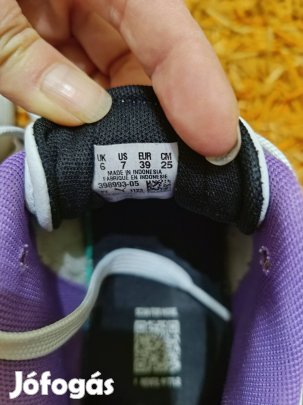 UK US EUR CM
6 7 39 25
MADE IN INDONESIA
FABRIQUÉ EN INDONÉSIE
398993-05
Jófogás